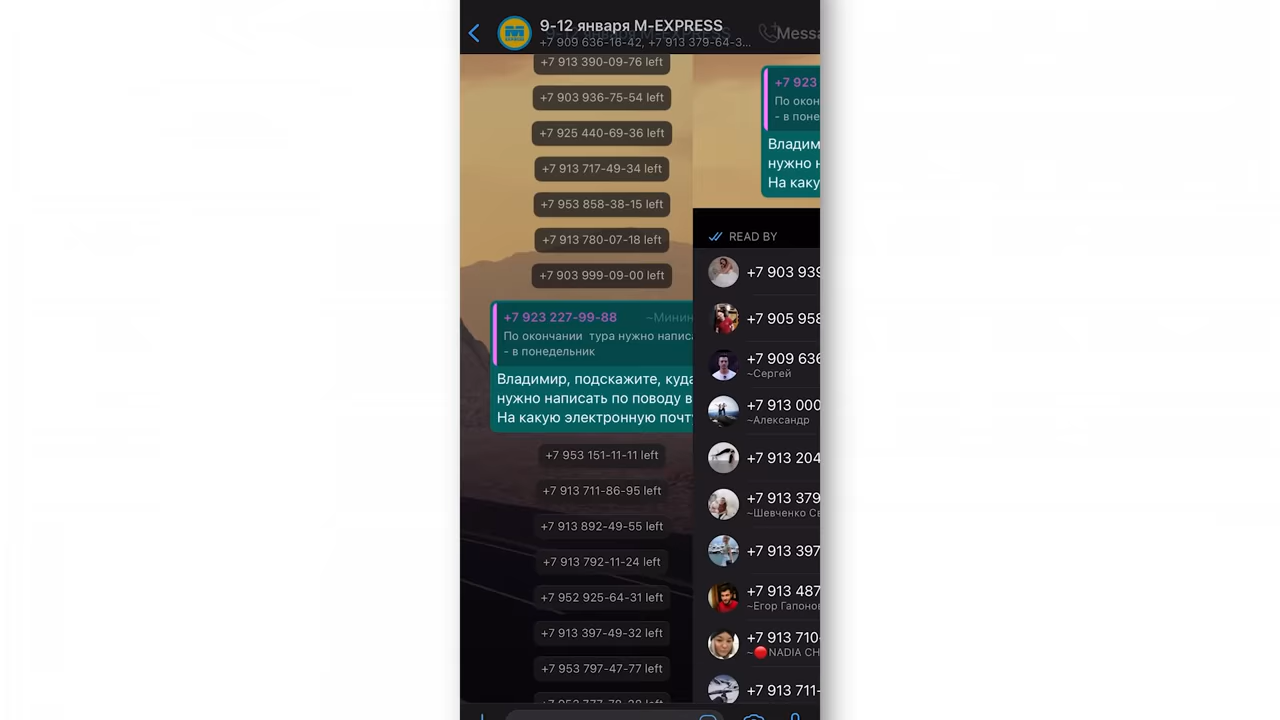 9-12 января M-EXPRESS
+7 909 636-16-42, +7 913 379-64-3...
Messa
+7 913 390-09-76 left
+7 903 936-75-54 left
+7 925 440-69-36 left
+7 913 717-49-34 left
+7 953 858-38-15 left
+7 913 780-07-18 left
+7 903 999-09-00 left
+7 923 227-99-88 ~Минин
По окончании тура нужно написа
- в понедельник
Владимир, подскажите, куда
нужно написать по поводу в
На какую электронную почт
+7 953 151-11-11 left
+7 913 711-86-95 left
+7 913 892-49-55 left
+7 913 792-11-24 left
+7 952 925-64-31 left
+7 913 397-49-32 left
+7 953 797-47-77 left
+7 923
По окон
- в поне
Владим
нужно н
На каку
READ BY
+7 903 939
+7 905 958
+7 909 636
~Сергей
+7 913 000
~Александр
+7 913 204
+7 913 379
~Шевченко Св
+7 913 397
+7 913 487
~Егор Гапонов
+7 913 710-
~🔴NADIA CH
+7 913 711-